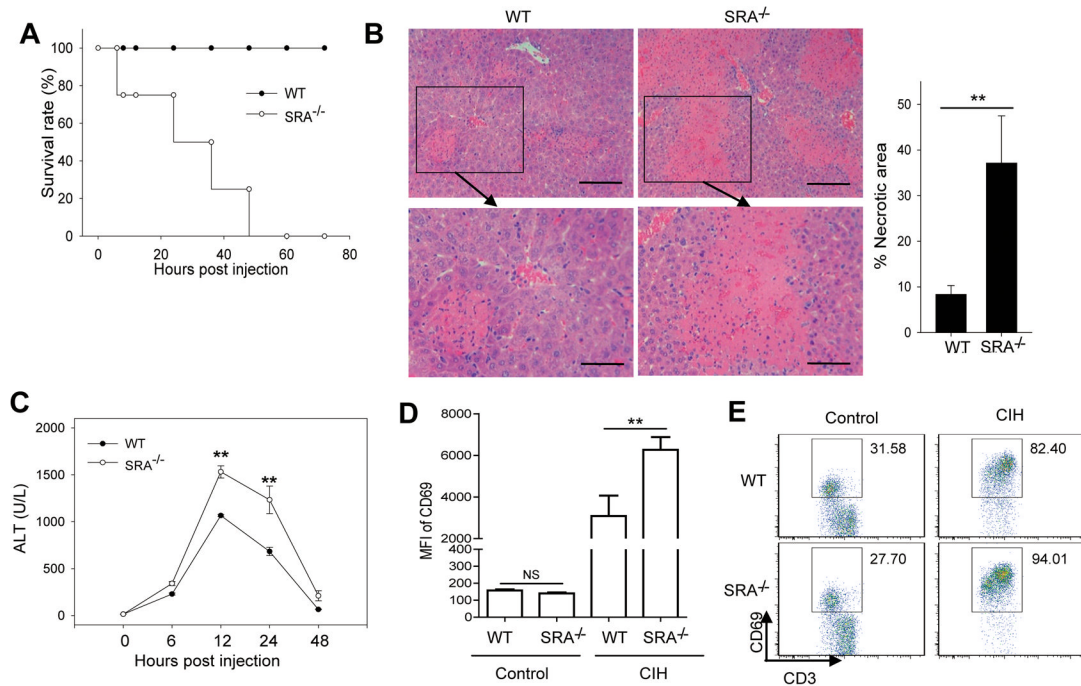 A
Survival rate (%)
100
80
60
40
20
0
WT
SRA-/-
0 20 40 60 80
Hours post injection
B
WT
SRA-/-
% Necrotic area
50
40
30
20
10
0
**
WT
SRA-/-
C
ALT (U/L)
2000
1500
1000
500
0
WT
SRA-/-
**
**
0 6 12 24 48
Hours post injection
D
MFI of CD69
8000
6000
4000
2000
400
300
200
100
0
NS
**
WT SRA-/- WT SRA-/-
Control CIH
E
Control CIH
WT
31.58
82.40
SRA-/-
27.70
94.01
CD69
CD3